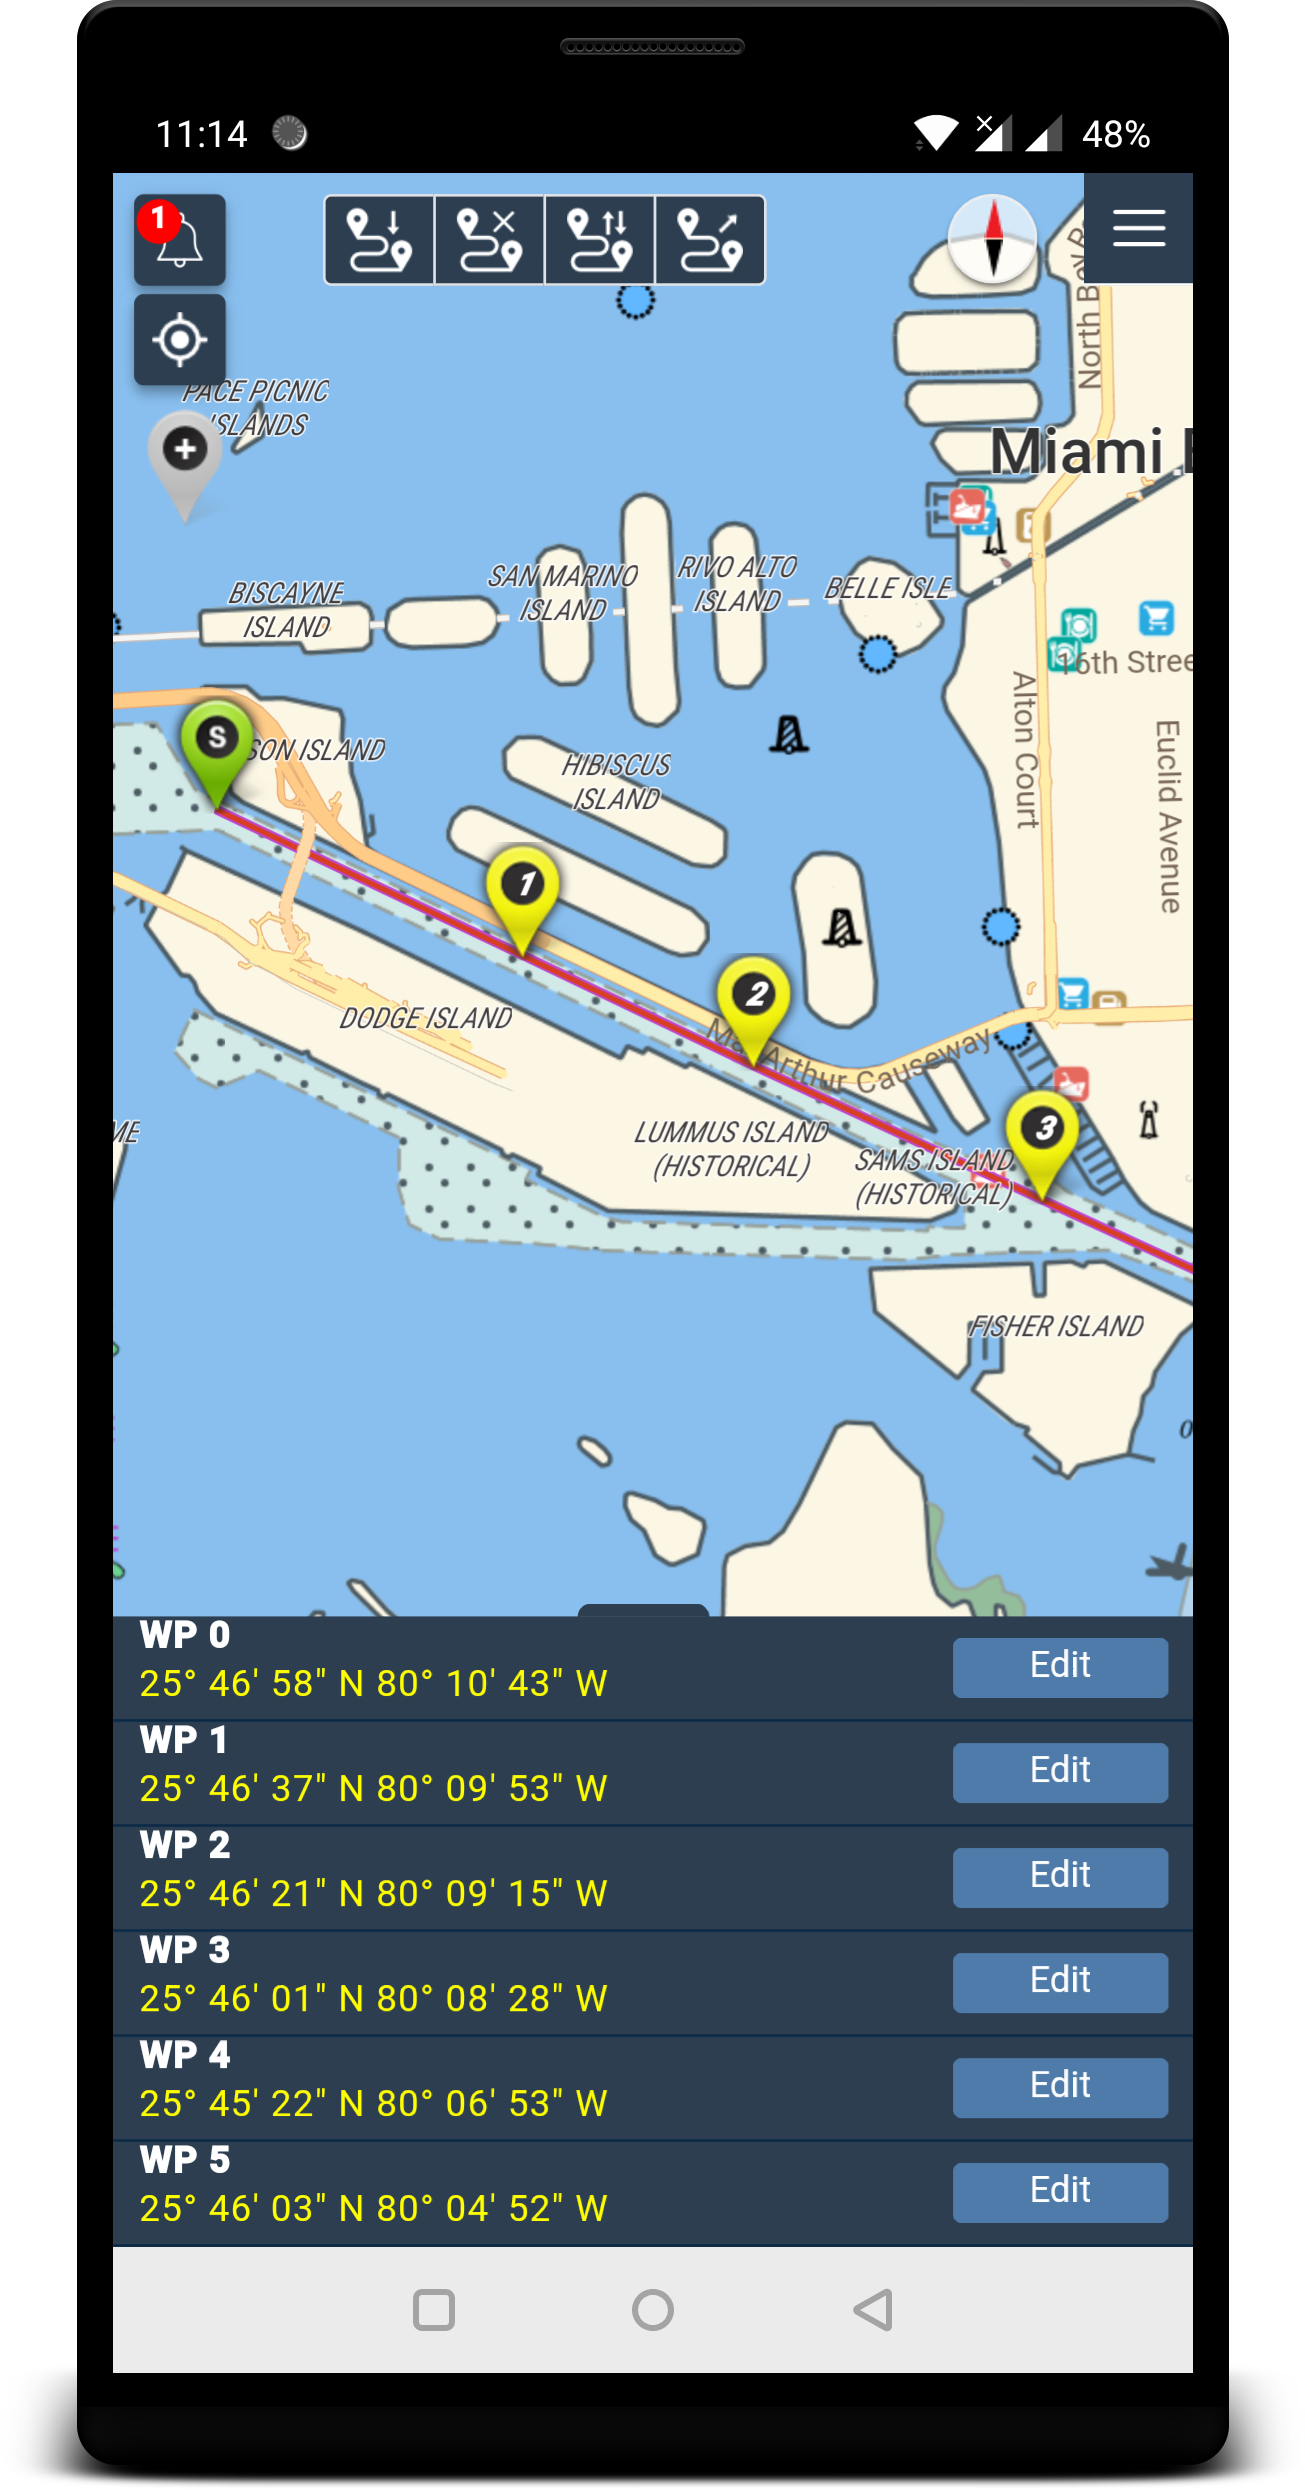 11:14
48%
1
PACE PICNIC
ISLANDS
North Bay
Miami
BISCAYNE
ISLAND
SAN MARINO
ISLAND
RIVO ALTO
ISLAND
BELLE ISLE
16th Stree
Alton Court
Euclid Avenue
S
SON ISLAND
HIBISCUS
ISLAND
1
2
DODGE ISLAND
MacArthur Causeway
3
LUMMUS ISLAND
(HISTORICAL)
SAMS ISLAND
(HISTORICAL)
ME
FISHER ISLAND
0
WP 0
25° 46' 58" N 80° 10' 43" W
Edit
WP 1
25° 46' 37" N 80° 09' 53" W
Edit
WP 2
25° 46' 21" N 80° 09' 15" W
Edit
WP 3
25° 46' 01" N 80° 08' 28" W
Edit
WP 4
25° 45' 22" N 80° 06' 53" W
Edit
WP 5
25° 46' 03" N 80° 04' 52" W
Edit